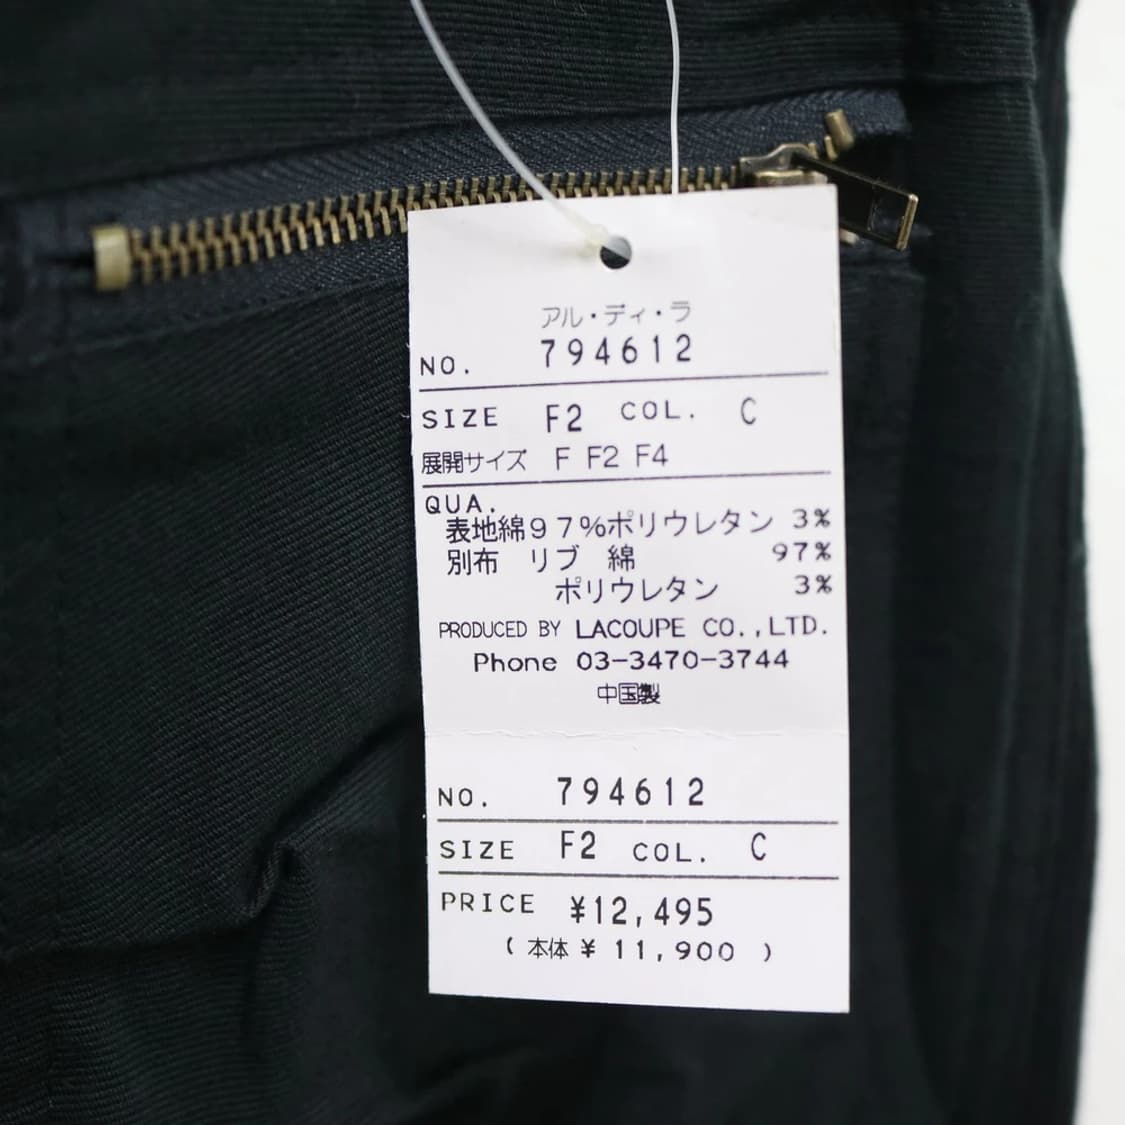 アル・ディ・ラ
NO. 794612
SIZE F2 COL. C
展開サイズ F F2 F4
QUA.
表地綿97%ポリウレタン 3%
別布 リブ 綿 97%
ポリウレタン 3%
PRODUCED BY LACOUPE CO.,LTD.
Phone 03-3470-3744
中国製
NO. 794612
SIZE F2 COL. C
PRICE ¥12,495
(本体¥11,900)